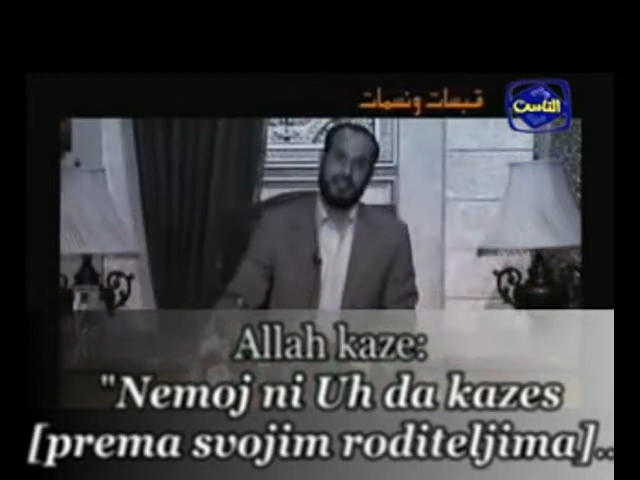 قبسات ونسمات
الناس
Allah kaze:
"Nemoj ni Uh da kazes
[prema svojim roditeljima]..